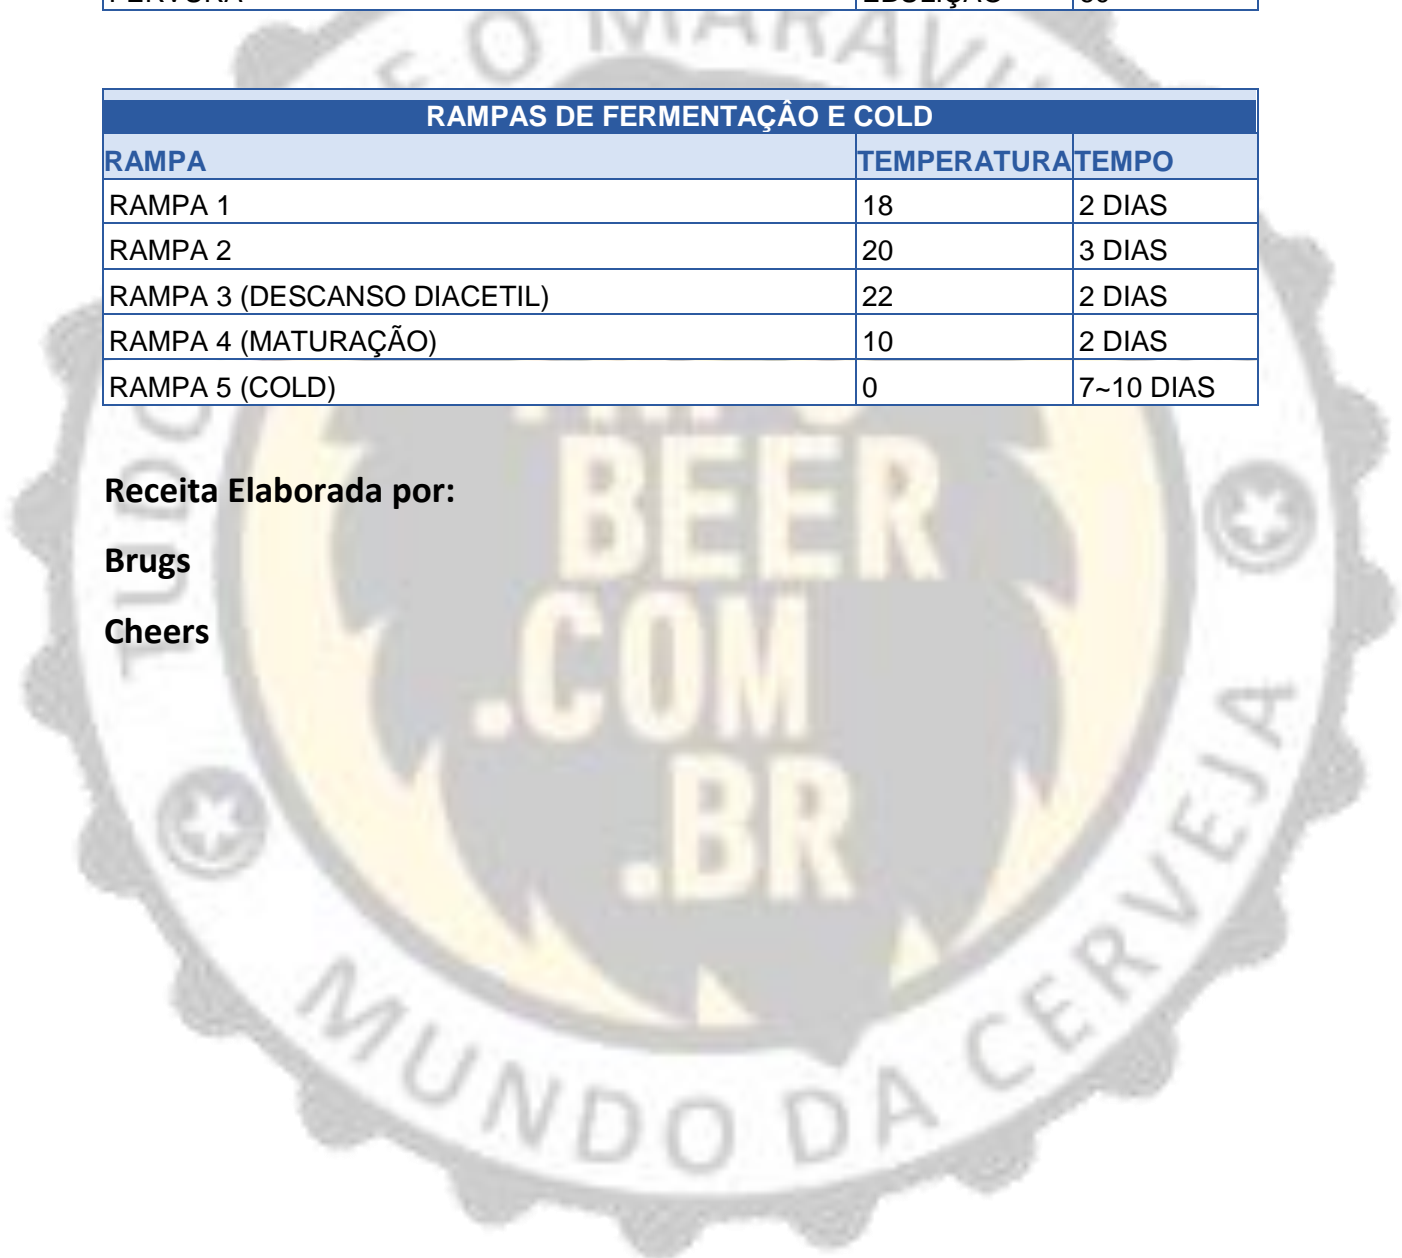 RAMPAS DE FERMENTAÇÂO E COLD
RAMPA TEMPERATURA TEMPO
RAMPA 1 18 2 DIAS
RAMPA 2 20 3 DIAS
RAMPA 3 (DESCANSO DIACETIL) 22 2 DIAS
RAMPA 4 (MATURAÇÃO) 10 2 DIAS
RAMPA 5 (COLD) 0 7~10 DIAS
Receita Elaborada por:
Brugs
Cheers
TUDO
BEER
.COM
.BR
MUNDO DA CERVEJA